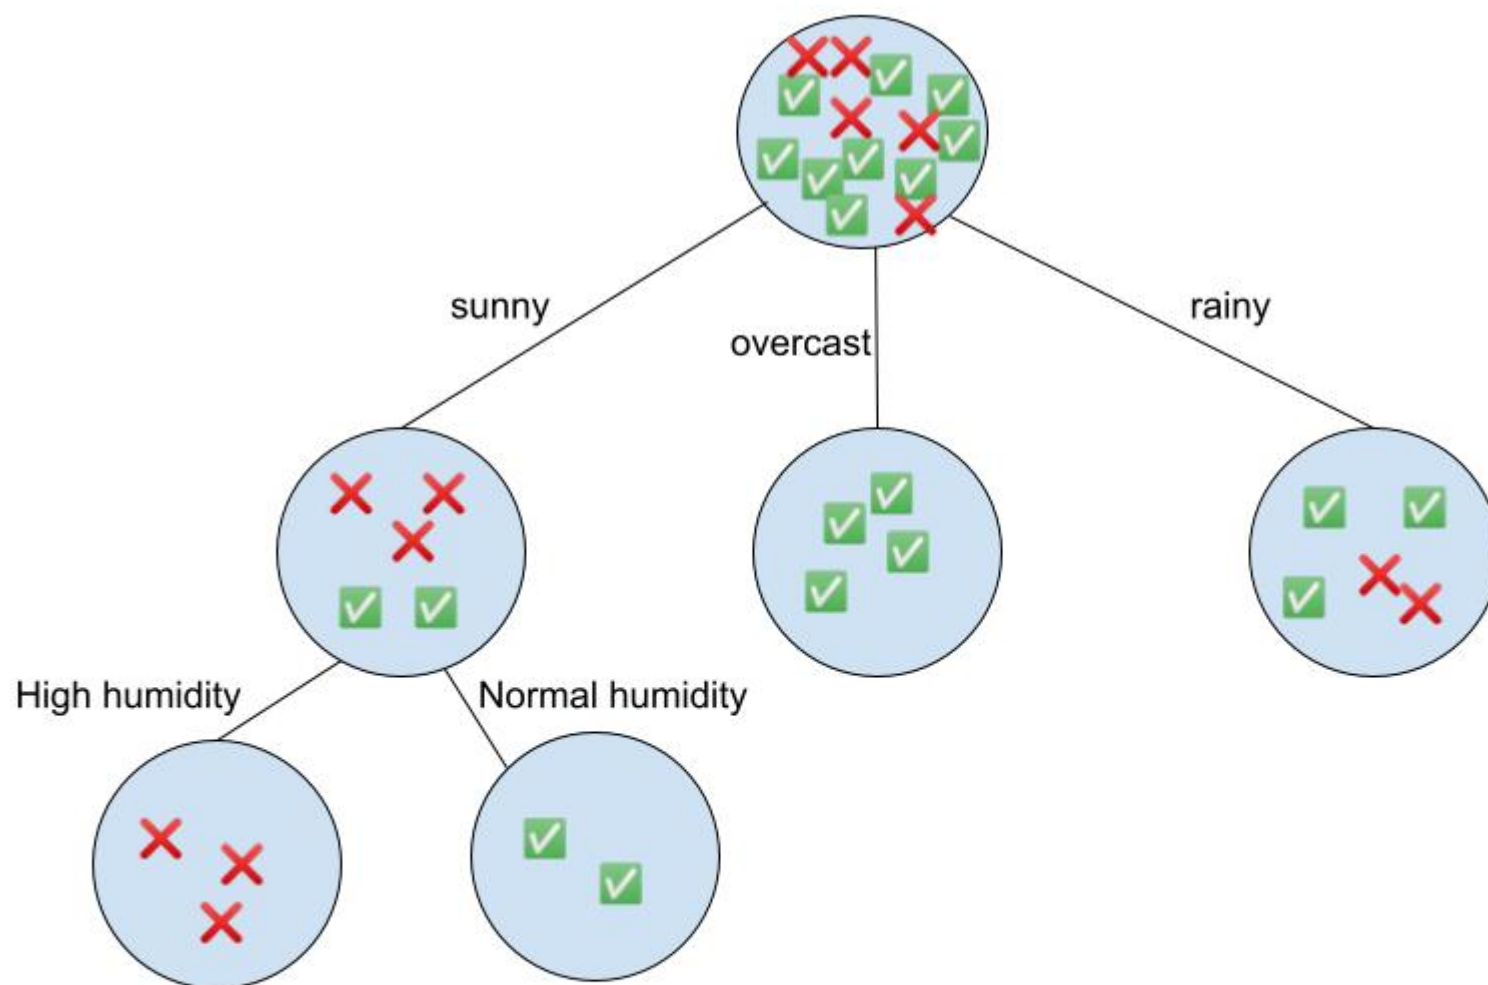 sunny
overcast
rainy
High humidity
Normal humidity